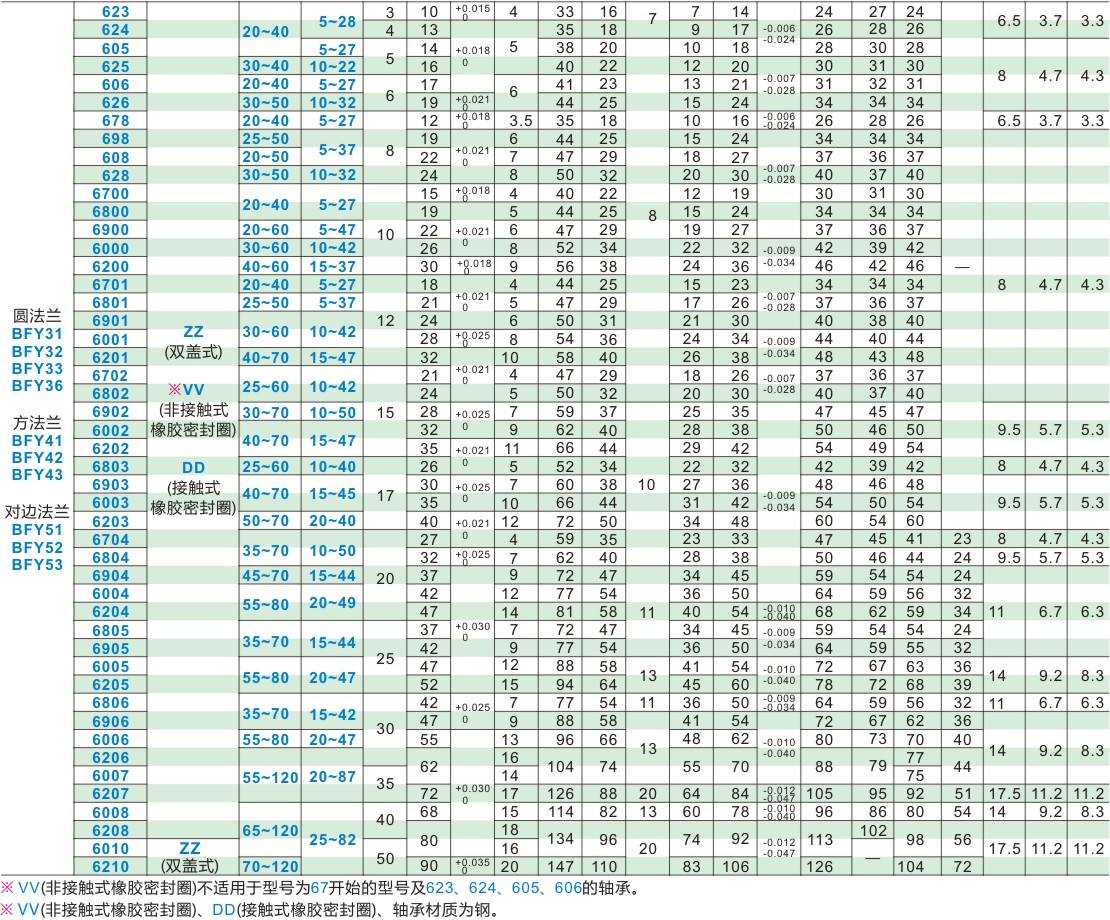 623 5~28 3 10 +0.015 0 4 33 16 7 7 14 24 27 24 6.5 3.7 3.3
624 20~40 4 13 35 18 9 17 -0.006 -0.024 26 28 26
605 5~27 5 14 +0.018 0 5 38 20 10 18 28 30 28
625 30~40 10~22 16 40 22 12 20 30 31 30 8 4.7 4.3
606 20~40 5~27 6 17 6 41 23 13 21 -0.007 -0.028 31 32 31
626 30~50 10~32 19 +0.021 0 44 25 15 24 34 34 34
678 20~40 5~27 12 +0.018 0 3.5 35 18 10 16 -0.006 -0.024 26 28 26 6.5 3.7 3.3
698 25~50 5~37 8 19 +0.021 0 6 44 25 15 24 34 34 34
608 20~50 22 7 47 29 18 27 -0.007 -0.028 37 36 37
628 30~50 10~32 24 8 50 32 20 30 40 37 40
6700 20~40 5~27 15 +0.018 0 4 40 22 8 12 19 30 31 30
6800 19 5 44 25 15 24 34 34 34
6900 20~60 5~47 10 22 +0.021 0 6 47 29 19 27 37 36 37
6000 30~60 10~42 26 8 52 34 22 32 -0.009 -0.034 42 39 42
6200 40~60 15~37 30 +0.018 0 9 56 38 24 36 46 42 46 —
6701 20~40 5~27 18 +0.021 0 4 44 25 15 23 34 34 34 8 4.7 4.3
6801 25~50 5~37 21 5 47 29 17 26 -0.007 -0.028 37 36 37
圆法兰 6901 12 24 6 50 31 21 30 40 38 40
BFY31 ZZ 30~60 10~42
6001 28 +0.025 0 8 54 36 24 34 -0.009 -0.034 44 40 44
BFY32 (双盖式) 6201 40~70 15~47 32 10 58 40 26 38 48 43 48
BFY33 6702 21 +0.021 0 4 47 29 18 26 -0.007 -0.028 37 36 37
BFY36 ※VV 25~60 10~42
6802 24 5 50 32 20 30 40 37 40
(非接触式 6902 30~70 10~50 15 28 +0.025 0 7 59 37 25 35 47 45 47
方法兰 橡胶密封圈) 6002 32 9 62 40 28 38 50 46 50 9.5 5.7 5.3
BFY41 40~70 15~47
BFY42 6202 35 +0.021 0 11 66 44 29 42 54 49 54
BFY43 DD 6803 25~60 10~40 26 5 52 34 22 32 42 39 42 8 4.7 4.3
(接触式 6903 40~70 15~45 17 30 +0.025 0 7 60 38 10 27 36 48 46 48
橡胶密封圈) 6003 35 10 66 44 31 42 -0.009 -0.034 54 50 54 9.5 5.7 5.3
对边法兰 6203 50~70 20~40 40 +0.021 0 12 72 50 34 48 60 54 60
BFY51 6704 27 4 59 35 23 33 47 45 41 23 8 4.7 4.3
BFY52 35~70 10~50
BFY53 6804 32 +0.025 0 7 62 40 28 38 50 46 44 24 9.5 5.7 5.3
6904 45~70 15~44 20 37 9 72 47 34 45 59 54 54 24
6004 55~80 20~49 42 12 77 54 36 50 64 59 56 32
6204 47 14 81 58 11 40 54 -0.010 -0.040 68 62 59 34 11 6.7 6.3
6805 35~70 15~44 37 +0.030 0 7 72 47 34 45 -0.009 -0.034 59 54 54 24
6905 25 42 9 77 54 36 50 64 59 55 32
6005 55~80 20~47 47 12 88 58 13 41 54 -0.010 -0.040 72 67 63 36 14 9.2 8.3
6205 52 15 94 64 45 60 78 72 68 39
6806 35~70 15~42 42 +0.025 0 7 77 54 11 36 50 -0.009 -0.034 64 59 56 32 11 6.7 6.3
6906 30 47 9 88 58 41 54 72 67 62 36
6006 55~80 20~47 55 13 96 66 13 48 62 -0.010 -0.040 80 73 70 40 14 9.2 8.3
6206 62 16 104 74 55 70 88 79 77 44
6007 55~120 20~87 35 14 75
6207 72 +0.030 0 17 126 88 20 64 84 -0.012 -0.047 105 95 92 51 17.5 11.2 11.2
6008 40 68 15 114 82 13 60 78 -0.010 -0.040 96 86 80 54 14 9.2 8.3
6208 65~120 25~82 80 18 134 96 74 92 113 102 98 56
6010 ZZ 50 16 20 -0.012 -0.047 — 17.5 11.2 11.2
6210 (双盖式) 70~120 90 +0.035 0 20 147 110 83 106 126 104 72
※ VV(非接触式橡胶密封圈)不适用于型号为67开始的型号及623、624、605、606的轴承。
※ VV(非接触式橡胶密封圈)、DD(接触式橡胶密封圈)、轴承材质为钢。